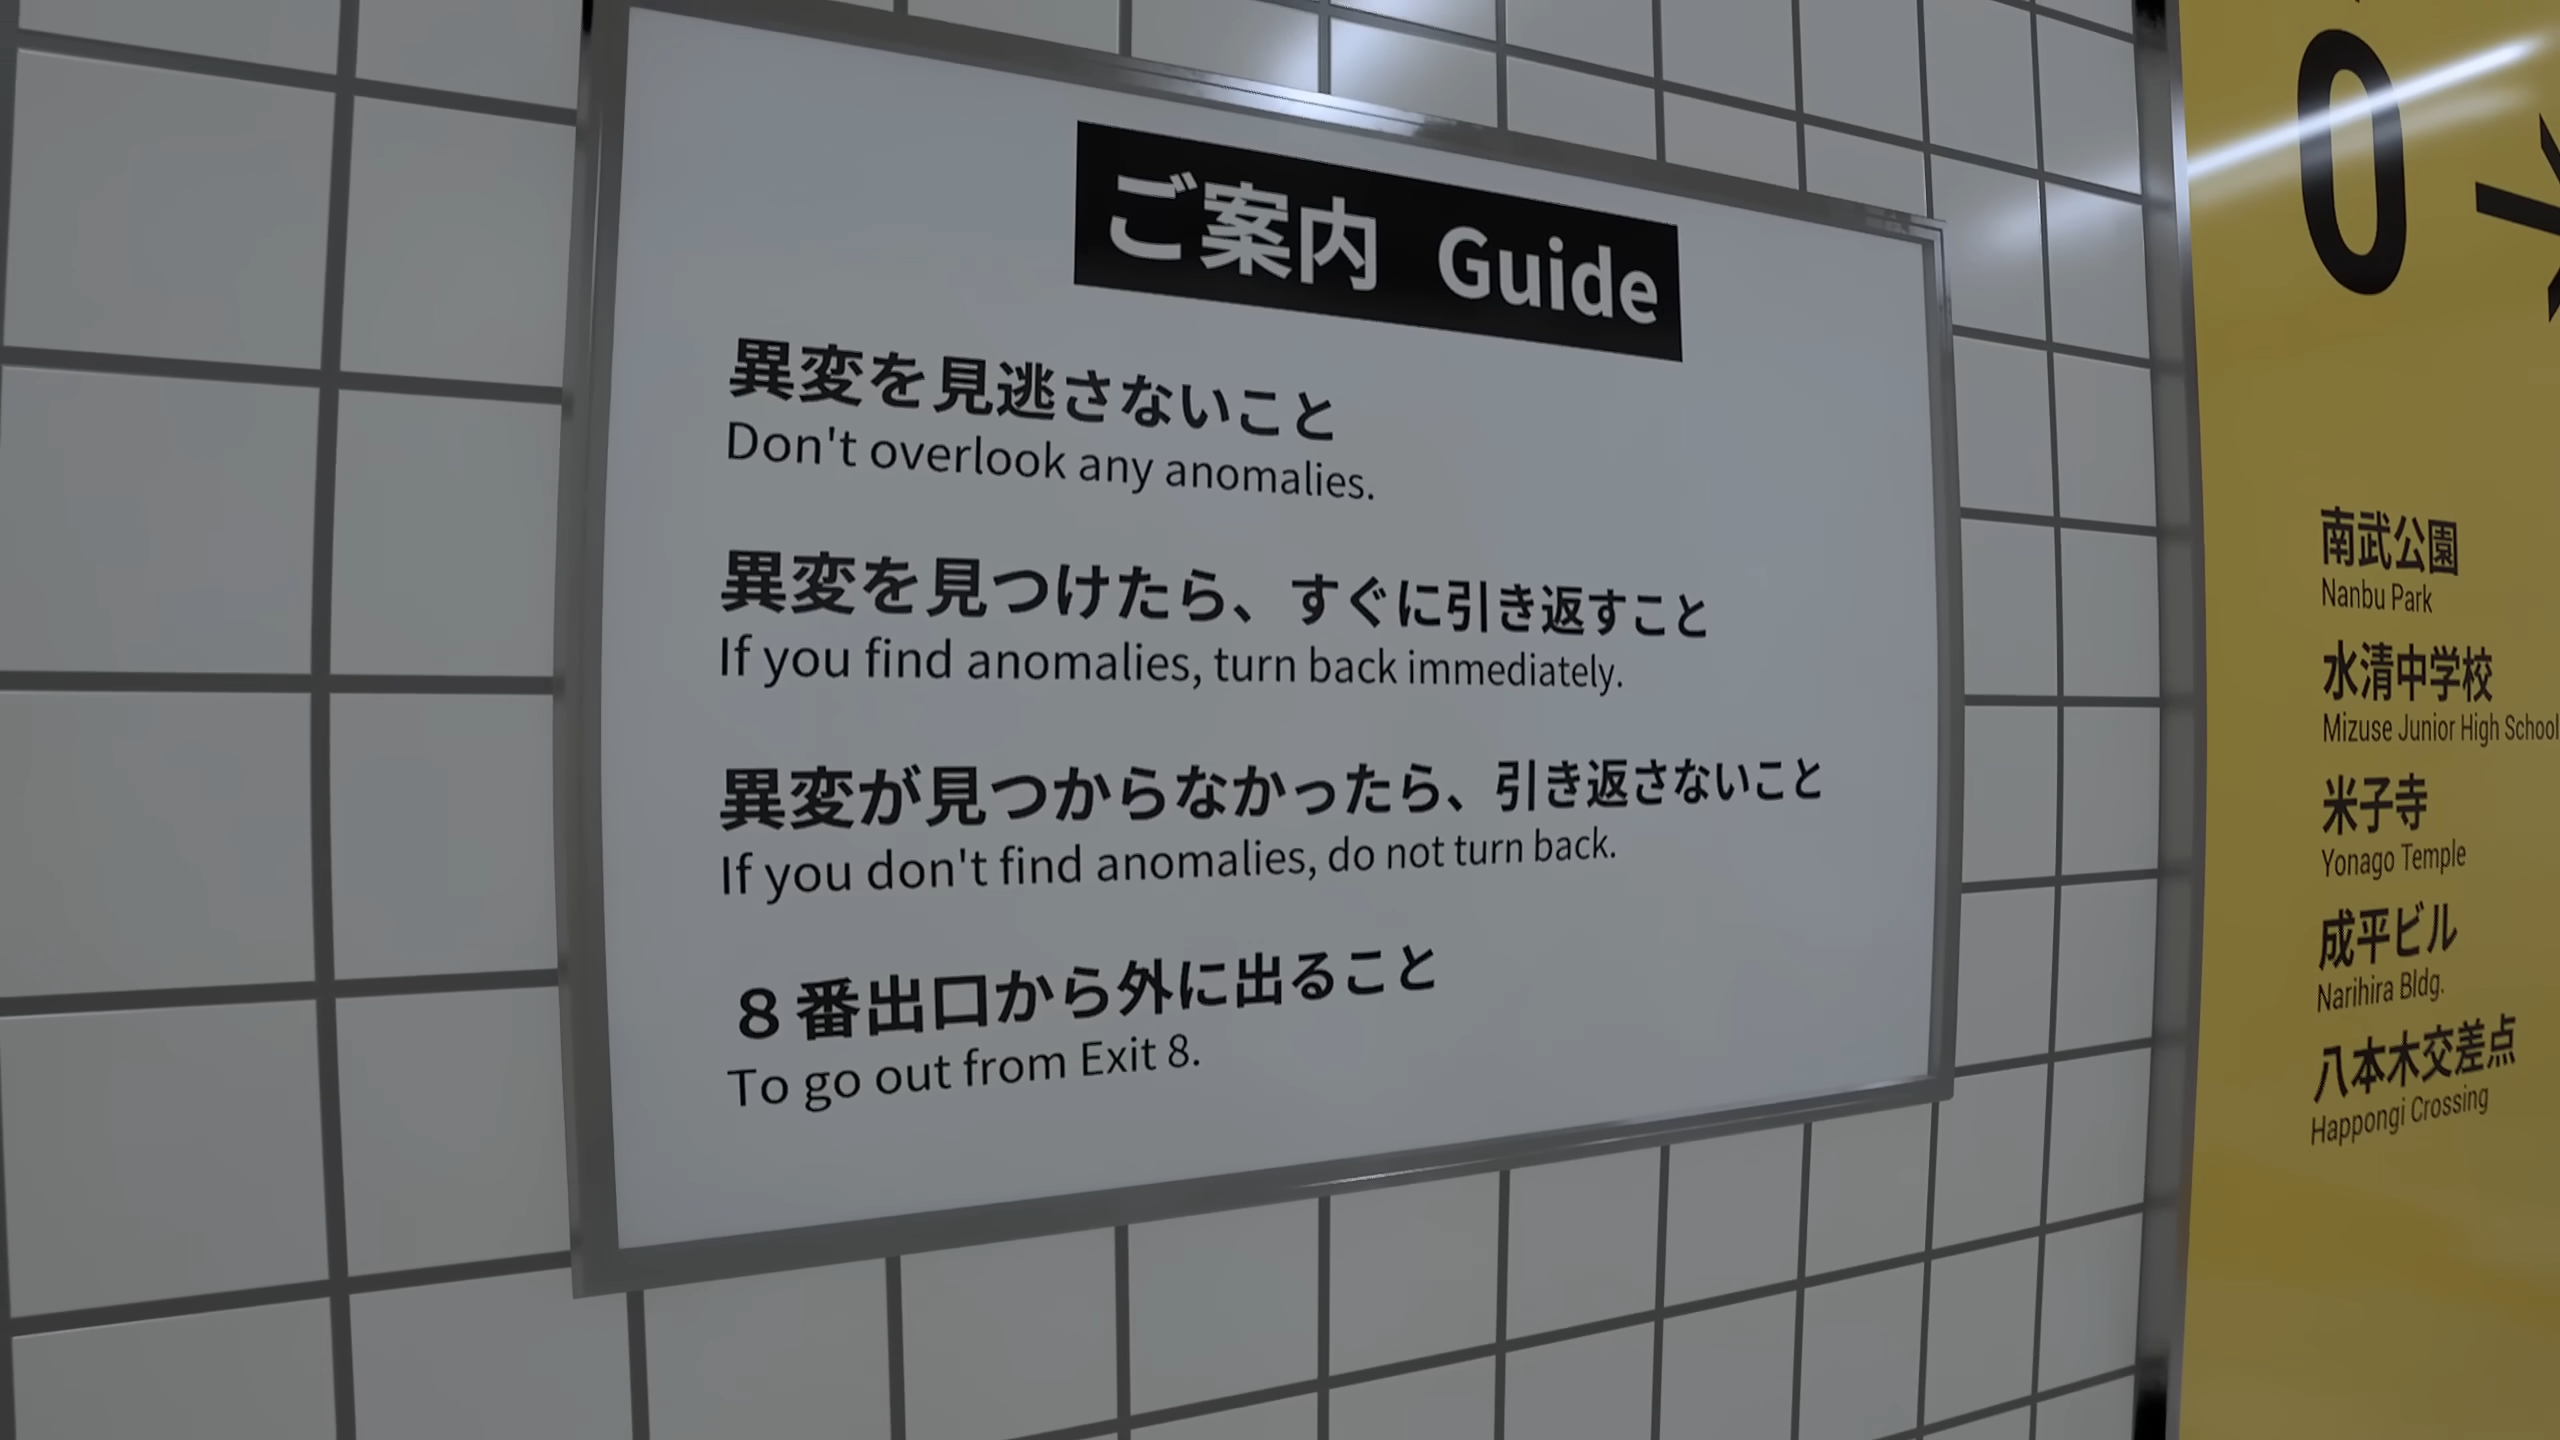 ご案内 Guide
異変を見逃さないこと
Don't overlook any anomalies.
異変を見つけたら、すぐに引き返すこと
If you find anomalies, turn back immediately.
異変が見つからなかったら、引き返さないこと
If you don't find anomalies, do not turn back.
8番出口から外に出ること
To go out from Exit 8.
0
南武公園
Nanbu Park
水清中学校
Mizuse Junior High School
米子寺
Yonago Temple
成平ビル
Narihira Bldg.
八本木交差点
Happongi Crossing